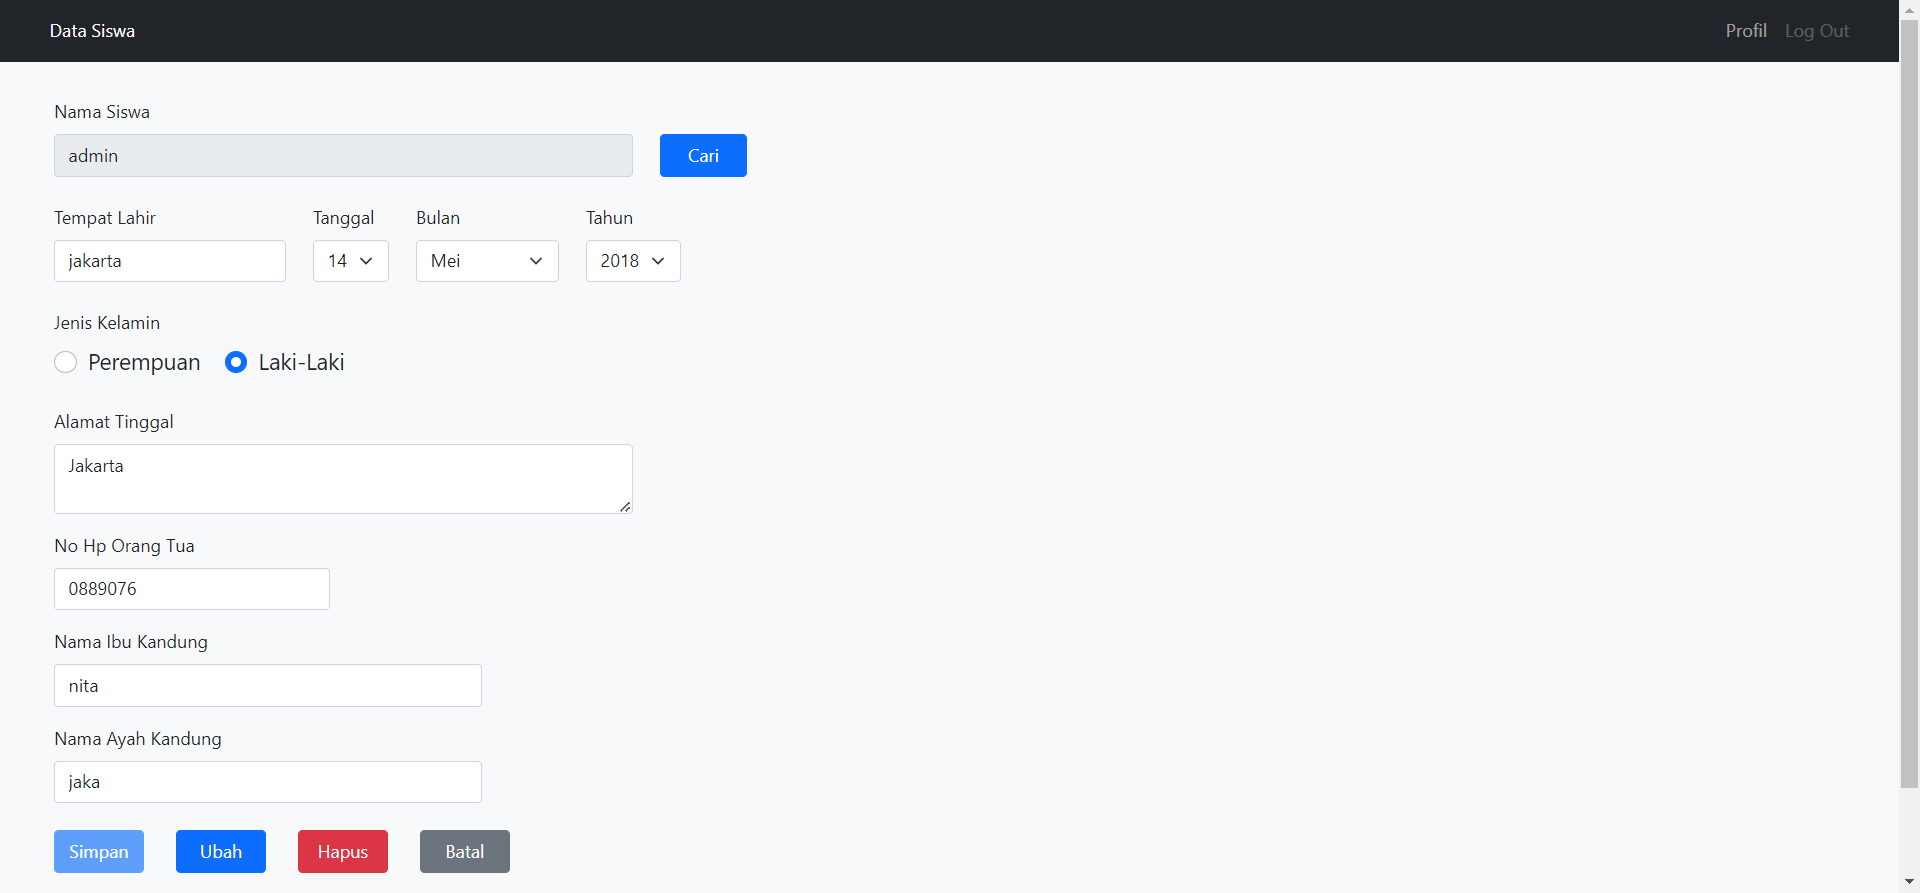 Data Siswa
Profil Log Out
Nama Siswa
admin
Cari
Tempat Lahir Tanggal Bulan Tahun
jakarta 14 Mei 2018
Jenis Kelamin
Perempuan Laki-Laki
Alamat Tinggal
Jakarta
No Hp Orang Tua
0889076
Nama Ibu Kandung
nita
Nama Ayah Kandung
jaka
Simpan Ubah Hapus Batal